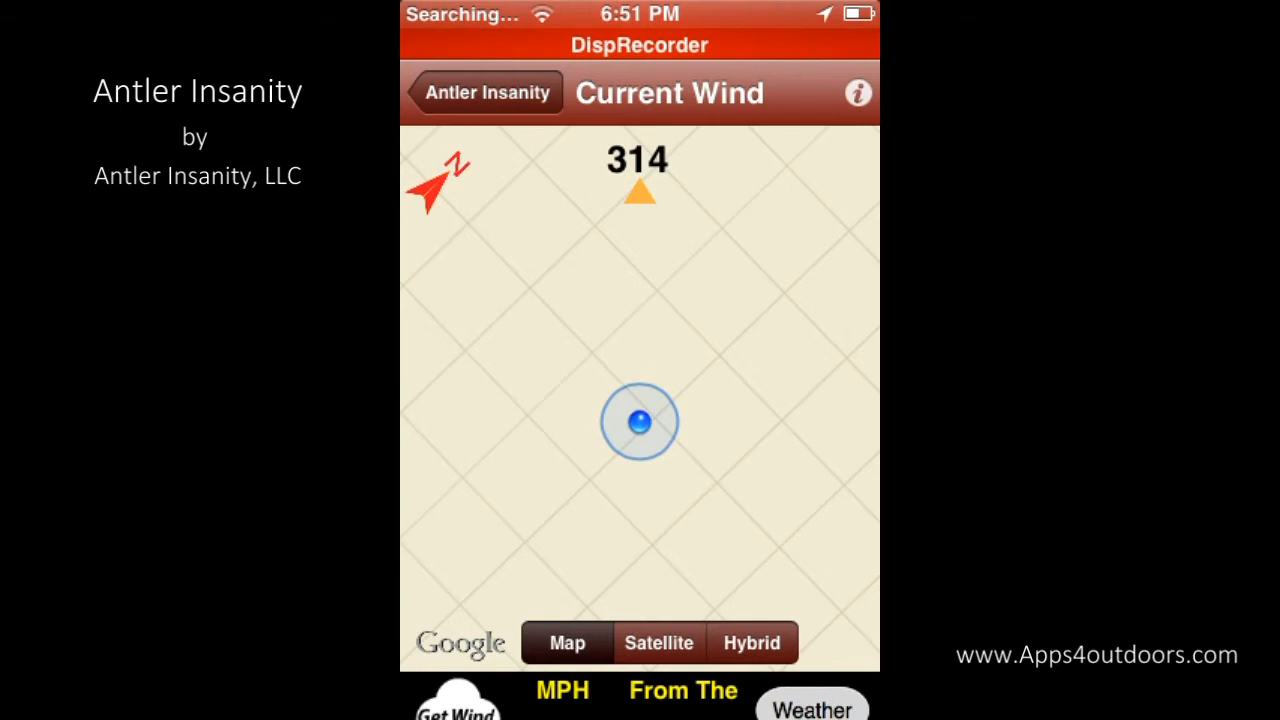 Antler Insanity
by
Antler Insanity, LLC
Searching... 6:51 PM
DispRecorder
Antler Insanity Current Wind i
N
314
Google Map Satellite Hybrid
MPH From The
Get Wind Weather
www.Apps4outdoors.com